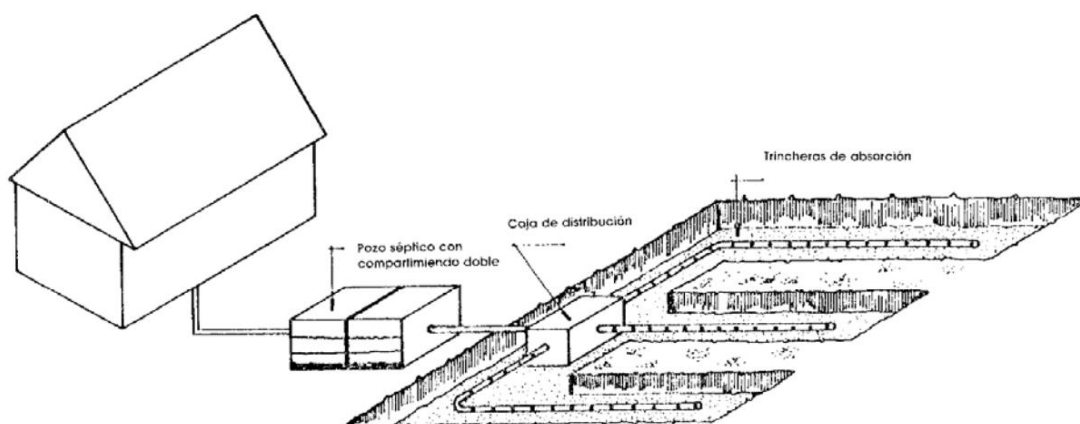 Trincheras de absorción
Caja de distribución
Pozo séptico con
compartimiendo doble